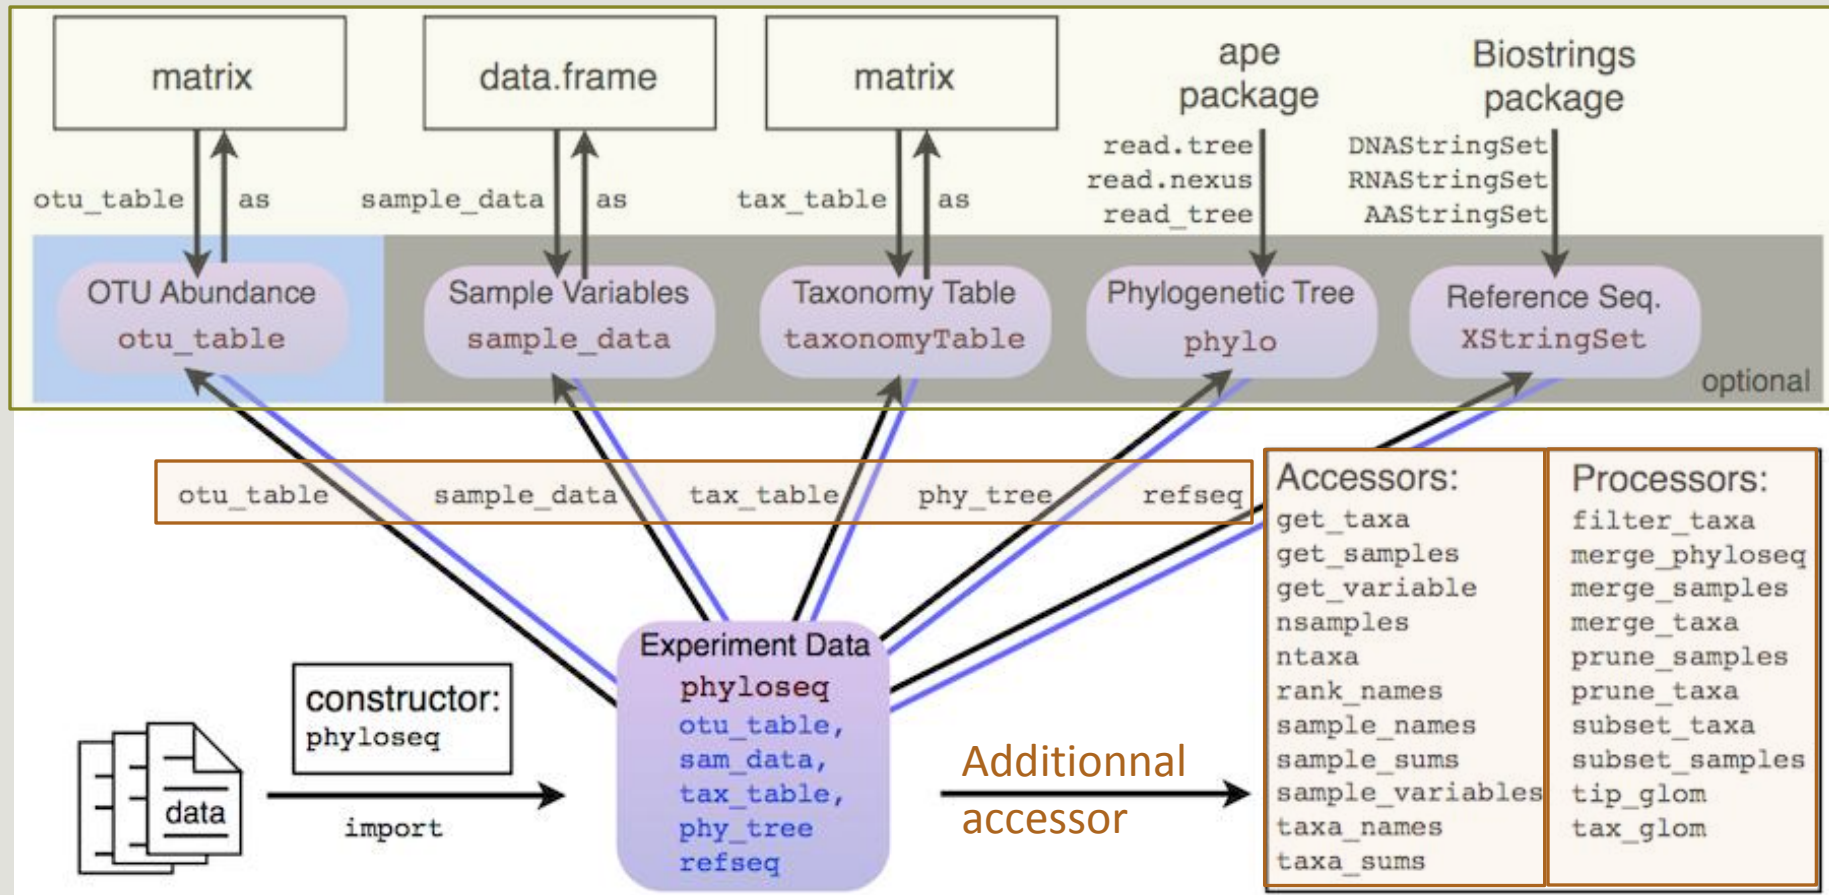 matrix
data.frame
matrix
ape
package
Biostrings
package
otu_table
as
sample_data
as
tax_table
as
read.tree
read.nexus
read_tree
DNAStringSet
RNAStringSet
AAStringSet
OTU Abundance
otu_table
Sample Variables
sample_data
Taxonomy Table
taxonomyTable
Phylogenetic Tree
phylo
Reference Seq.
XStringSet
optional
otu_table
sample_data
tax_table
phy_tree
refseq
data
constructor:
phyloseq
import
Experiment Data
phyloseq
otu_table,
sam_data,
tax_table,
phy_tree
refseq
Additionnal
accessor
Accessors:
get_taxa
get_samples
get_variable
nsamples
ntaxa
rank_names
sample_names
sample_sums
sample_variables
taxa_names
taxa_sums
Processors:
filter_taxa
merge_phyloseq
merge_samples
merge_taxa
prune_samples
prune_taxa
subset_taxa
subset_samples
tip_glom
tax_glom